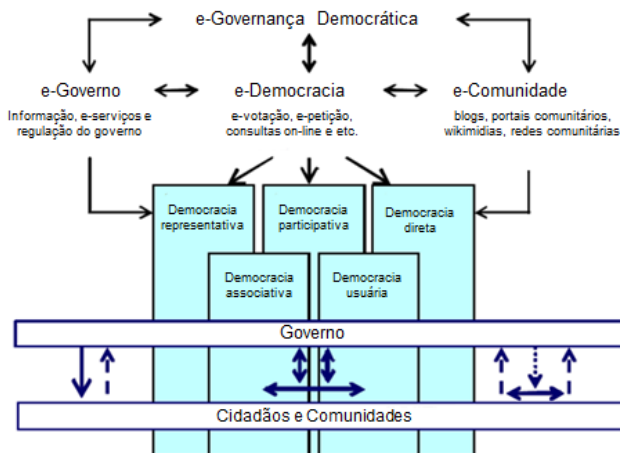 e-Governança Democrática
e-Governo
e-Democracia
e-Comunidade
Informação, e-serviços e
regulação do governo
e-votação, e-petição,
consultas on-line e etc.
blogs, portais comunitários,
wikimidias, redes comunitárias
Democracia
representativa
Democracia
participativa
Democracia
direta
Democracia
associativa
Democracia
usuária
Governo
Cidadãos e Comunidades